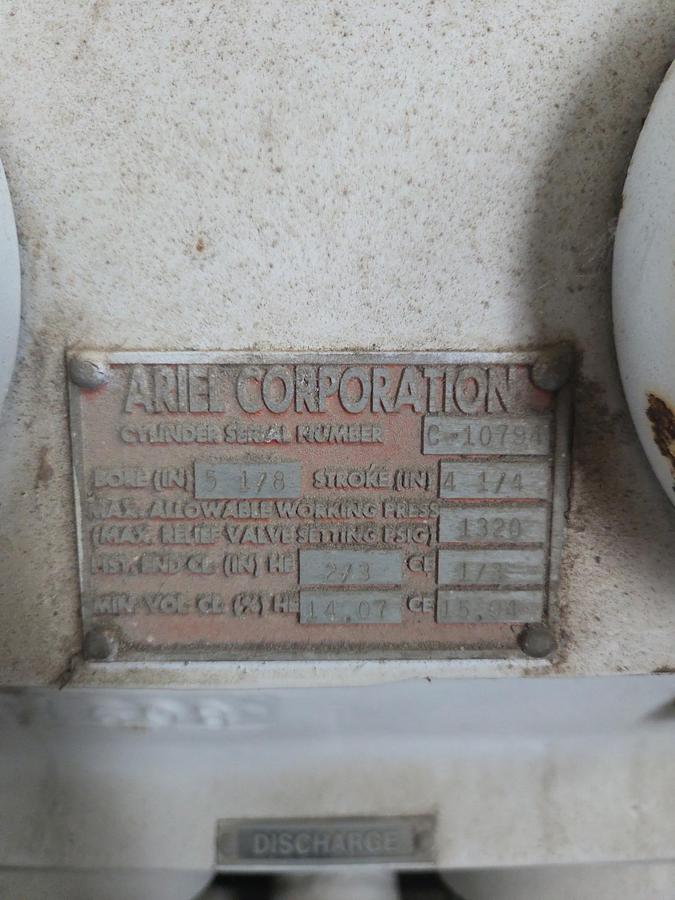 ARIEL CORPORATION
CYLINDER SERIAL NUMBER C-10794
BORE (IN) 5 1/8 STROKE (IN) 4 1/4
MAX. ALLOWABLE WORKING PRESS
(MAX. RELIEF VALVE SETTING PSIG) 1320
PIST. END CL. (IN) HE 2/3 CE 1/3
MIN. VOL. CL. (%) HE 14.07 CE 15.94
DISCHARGE